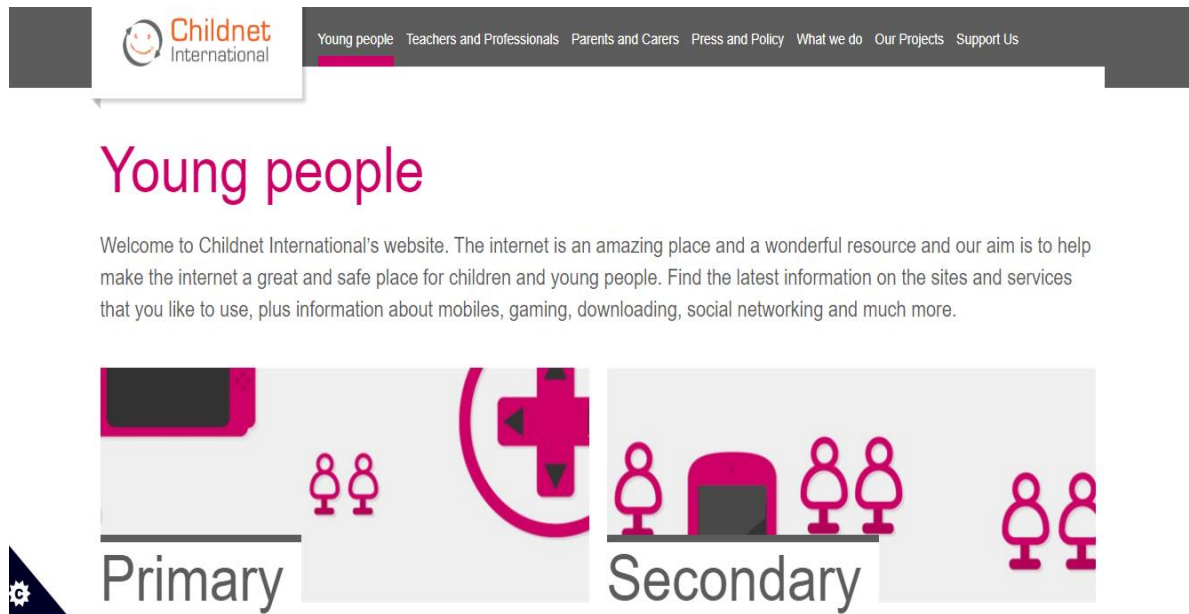 Childnet
International
Young people Teachers and Professionals Parents and Carers Press and Policy What we do Our Projects Support Us
Young people
Welcome to Childnet International's website. The internet is an amazing place and a wonderful resource and our aim is to help
make the internet a great and safe place for children and young people. Find the latest information on the sites and services
that you like to use, plus information about mobiles, gaming, downloading, social networking and much more.
Primary
Secondary